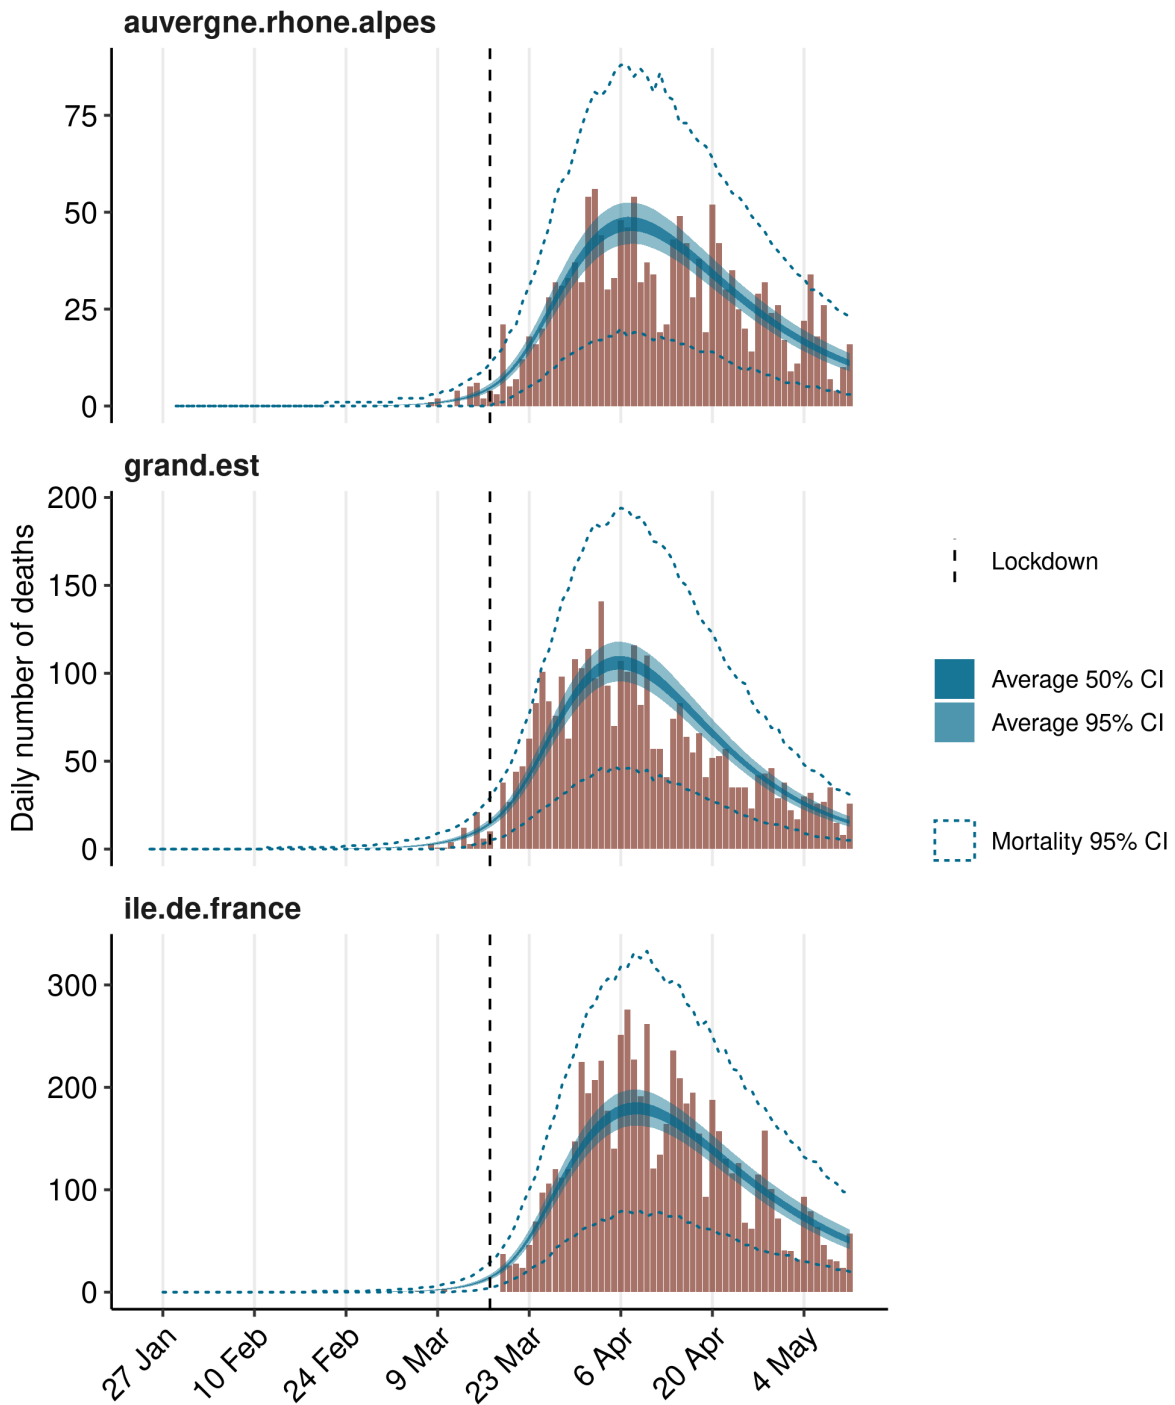 auvergne.rhone.alpes
75
50
25
0
grand.est
200
150
100
50
0
Daily number of deaths
ile.de.france
300
200
100
0
27 Jan
10 Feb
24 Feb
9 Mar
23 Mar
6 Apr
20 Apr
4 May
Lockdown
Average 50% CI
Average 95% CI
Mortality 95% CI